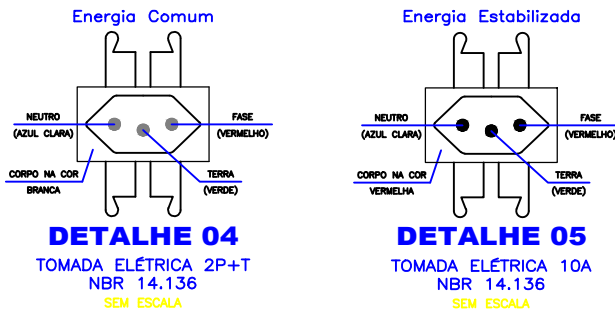 Energia Comum
NEUTRO
(AZUL CLARA)
FASE
(VERMELHO)
CORPO NA COR
BRANCA
TERRA
(VERDE)
DETALHE 04
TOMADA ELÉTRICA 2P+T
NBR 14.136
SEM ESCALA
Energia Estabilizada
NEUTRO
(AZUL CLARA)
FASE
(VERMELHO)
CORPO NA COR
VERMELHA
TERRA
(VERDE)
DETALHE 05
TOMADA ELÉTRICA 10A
NBR 14.136
SEM ESCALA